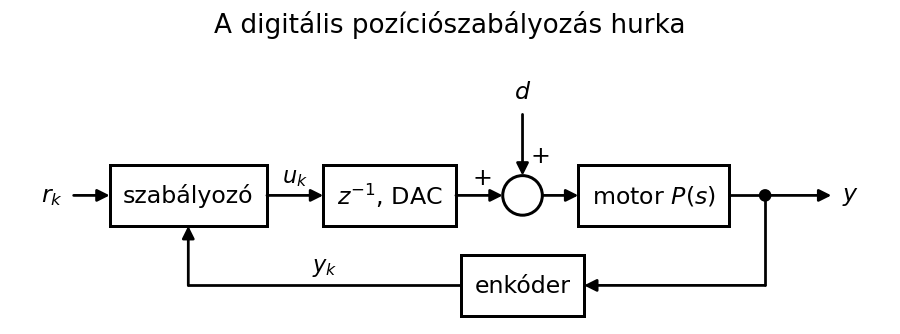 A digitális pozíciószabályozás hurka
d
+
r_k szabályozó u_k z⁻¹, DAC + motor P(s) y
y_k enkóder